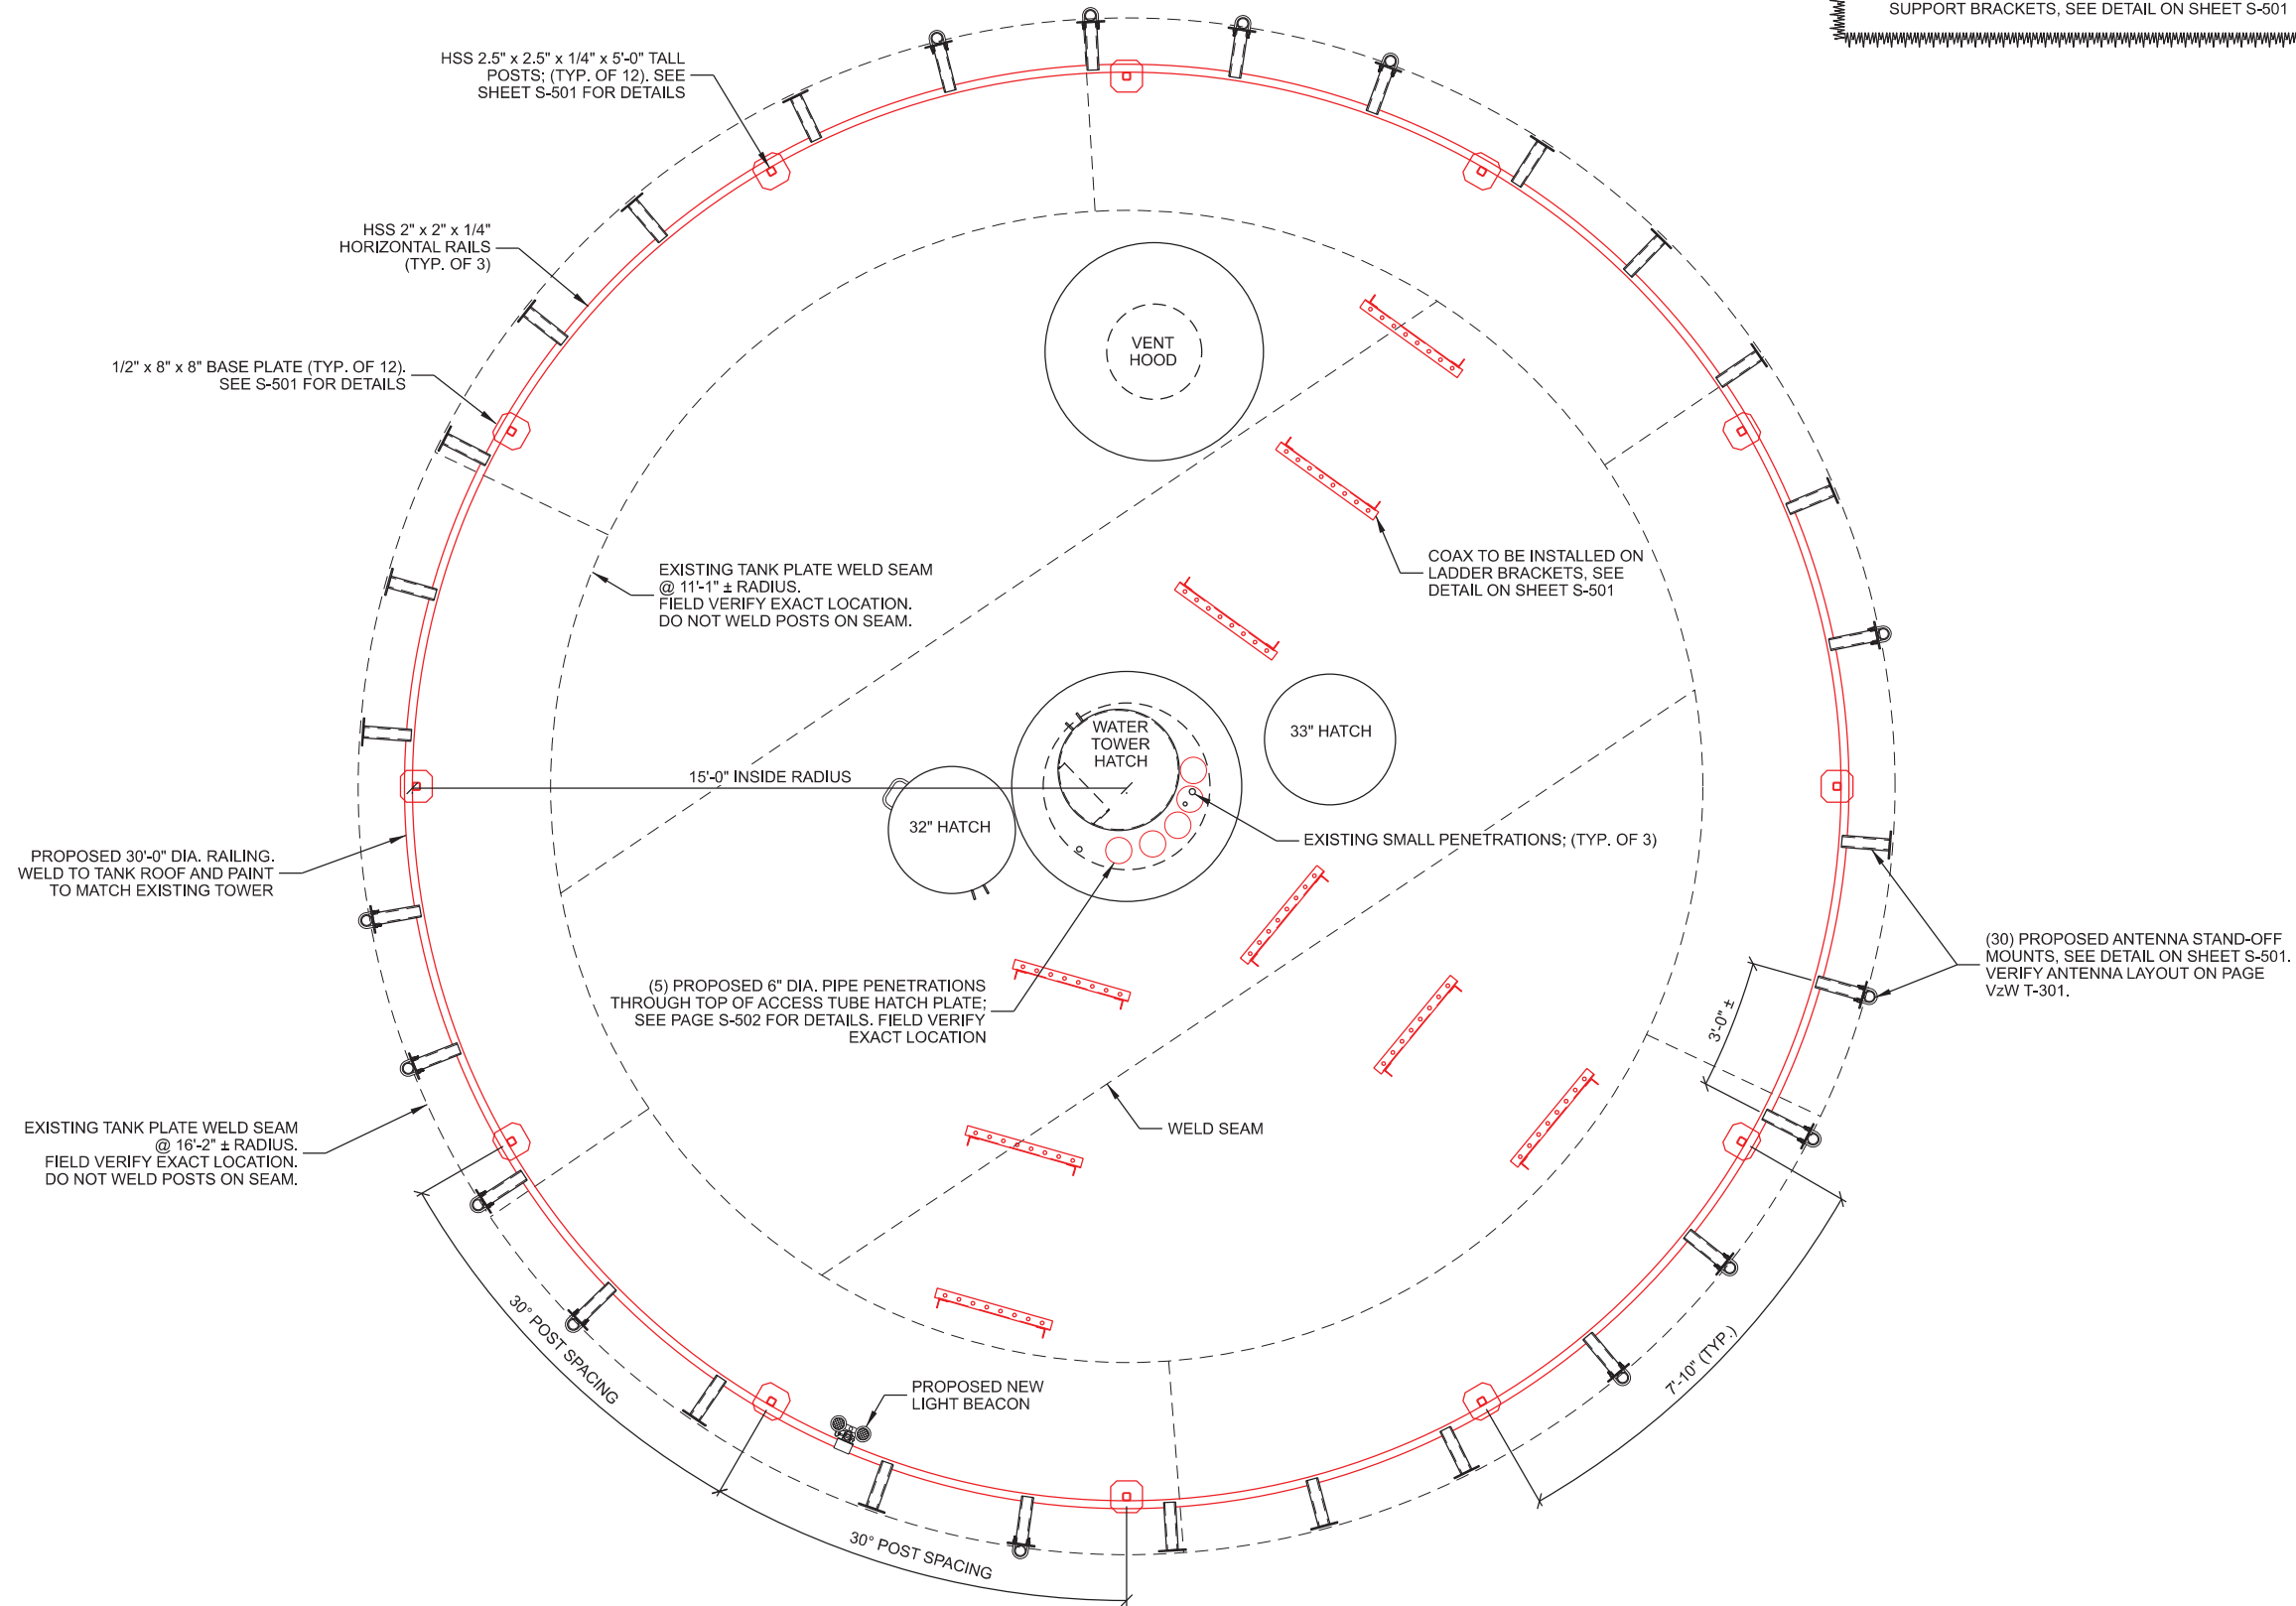 SUPPORT BRACKETS, SEE DETAIL ON SHEET S-501
HSS 2.5" x 2.5" x 1/4" x 5'-0" TALL
POSTS; (TYP. OF 12). SEE
SHEET S-501 FOR DETAILS
HSS 2" x 2" x 1/4"
HORIZONTAL RAILS
(TYP. OF 3)
VENT
HOOD
1/2" x 8" x 8" BASE PLATE (TYP. OF 12).
SEE S-501 FOR DETAILS
EXISTING TANK PLATE WELD SEAM
@ 11'-1" ± RADIUS.
FIELD VERIFY EXACT LOCATION.
DO NOT WELD POSTS ON SEAM.
COAX TO BE INSTALLED ON
LADDER BRACKETS, SEE
DETAIL ON SHEET S-501
WATER
TOWER
HATCH
33" HATCH
15'-0" INSIDE RADIUS
32" HATCH
EXISTING SMALL PENETRATIONS; (TYP. OF 3)
PROPOSED 30'-0" DIA. RAILING.
WELD TO TANK ROOF AND PAINT
TO MATCH EXISTING TOWER
(5) PROPOSED 6" DIA. PIPE PENETRATIONS
THROUGH TOP OF ACCESS TUBE HATCH PLATE;
SEE PAGE S-502 FOR DETAILS. FIELD VERIFY
EXACT LOCATION
(30) PROPOSED ANTENNA STAND-OFF
MOUNTS, SEE DETAIL ON SHEET S-501.
VERIFY ANTENNA LAYOUT ON PAGE
VzW T-301.
3'-0" ±
EXISTING TANK PLATE WELD SEAM
@ 16'-2" ± RADIUS.
FIELD VERIFY EXACT LOCATION.
DO NOT WELD POSTS ON SEAM.
WELD SEAM
30° POST SPACING
7'-10" (TYP.)
PROPOSED NEW
LIGHT BEACON
30° POST SPACING